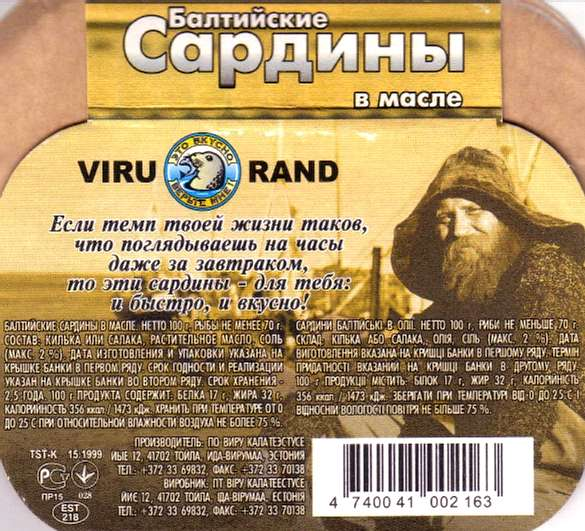 Балтийские
Сардины
в масле
VIRU RAND
ЭТО ВКУСНО
ВЕРЬТЕ МНЕ!
Если темп твоей жизни таков,
что поглядываешь на часы
даже за завтраком,
то эти сардины - для тебя:
и быстро, и вкусно!
БАЛТИЙСКИЕ САРДИНЫ В МАСЛЕ. НЕТТО 100 г, РЫБЫ НЕ МЕНЕЕ 70 г.
СОСТАВ: КИЛЬКА ИЛИ САЛАКА, РАСТИТЕЛЬНОЕ МАСЛО, СОЛЬ
(МАКС. 2 %). ДАТА ИЗГОТОВЛЕНИЯ И УПАКОВКИ УКАЗАНА НА
КРЫШКЕ БАНКИ В ПЕРВОМ РЯДУ. СРОК ГОДНОСТИ И РЕАЛИЗАЦИИ
УКАЗАН НА КРЫШКЕ БАНКИ ВО ВТОРОМ РЯДУ. СРОК ХРАНЕНИЯ -
2,5 ГОДА. 100 г ПРОДУКТА СОДЕРЖИТ: БЕЛКА 17 г, ЖИРА 32 г,
КАЛОРИЙНОСТЬ 356 ккал / 1473 кДж. ХРАНИТЬ ПРИ ТЕМПЕРАТУРЕ ОТ 0
ДО 25 С ПРИ ОТНОСИТЕЛЬНОЙ ВЛАЖНОСТИ ВОЗДУХА НЕ БОЛЕЕ 75 %.
САРДИНИ БАЛТІЙСЬКІ В ОЛІЇ. НЕТТО 100 г, РИБИ НЕ МЕНЬШЕ 70 г.
СКЛАД: КІЛЬКА АБО САЛАКА, ОЛІЯ, СІЛЬ (МАКС. 2 %). ДАТА
ВИГОТОВЛЕННЯ ВКАЗАНА НА КРИШЦІ БАНКИ В ПЕРШОМУ РЯДУ. ТЕРМІН
ПРИДАТНОСТІ ВКАЗАНИЙ НА КРИШЦІ БАНКИ В ДРУГОМУ РЯДУ.
100 г ПРОДУКЦІЇ МІСТИТЬ: БІЛОК 17 г, ЖИР 32 г, КАЛОРИЙНІСТЬ
356 ккал / 1473 кДж. ЗБЕРІГАТИ ПРИ ТЕМПЕРАТУРІ ВІД -0 ДО 25 С І
ВІДНОСНІЙ ВОЛОГОСТІ ПОВІТРЯ НЕ БІЛЬШЕ 75 %.
ПРОИЗВОДИТЕЛЬ: ПО ВИРУ КАЛАТЕЭСТУСЕ
ЙЫЕ 12, 41702 ТОЙЛА, ИДА-ВИРУМАА, ЭСТОНИЯ
ТЕЛ.: +372 33 69832, ФАКС: +372 33 70138
ВИРОБНИК: ПТ ВІРУ КАЛАТЕЕСТУСЕ
ЙИЄ 12, 41702 ТОЙЛА, ІДА-ВІРУМАА, ЕСТОНІЯ
ТЕЛ.: +372 33 69832, ФАКС: +372 33 70138
TST-K 15:1999
ПР15 028
EST
218
4 7400 41 002 163